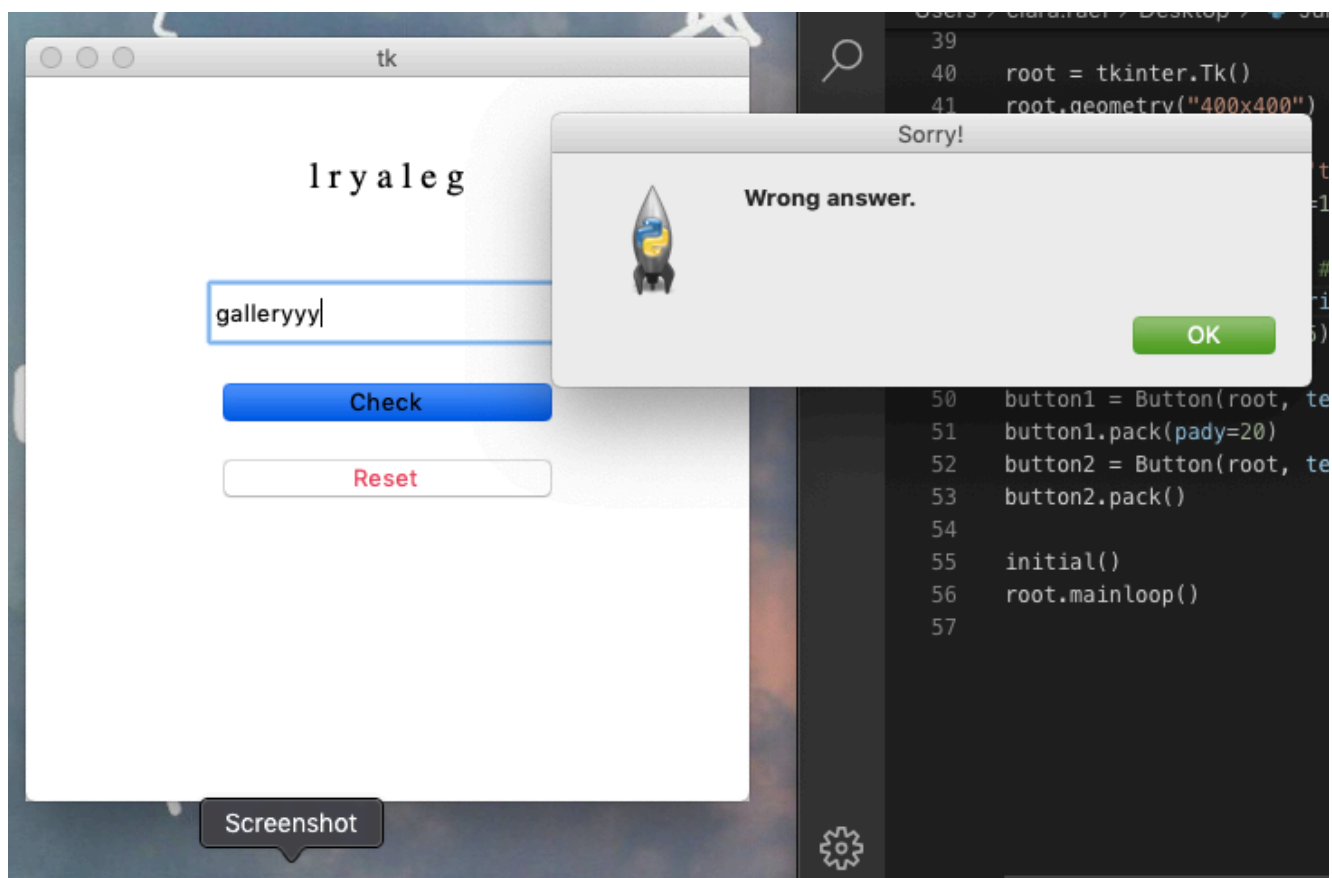 tk
l r y a l e g
galleryyy
Check
Reset
Sorry!
Wrong answer.
OK
Screenshot
39
40 root = tkinter.Tk()
41 root.geometry("400x400")
50 button1 = Button(root, te
51 button1.pack(pady=20)
52 button2 = Button(root, te
53 button2.pack()
54
55 initial()
56 root.mainloop()
57